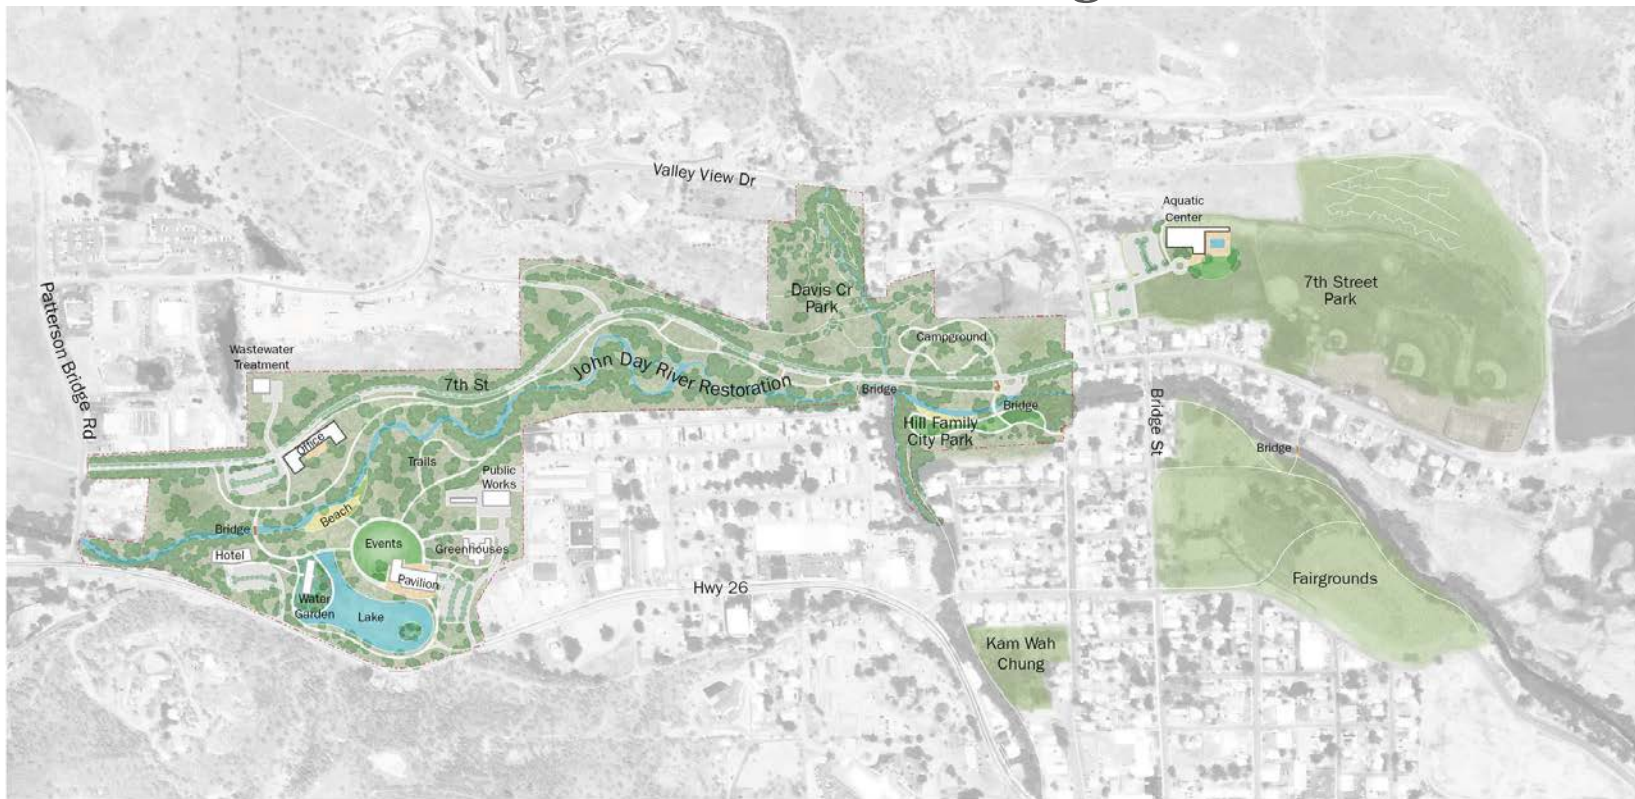 Valley View Dr
Aquatic
Center
Davis Cr
Park
7th Street
Park
Patterson Bridge Rd
Campground
Wastewater
Treatment
John Day River Restoration
7th St
Bridge
Bridge
Bridge St
Hill Family
City Park
Office
Bridge
Trails
Public
Works
Beach
Bridge
Events
Greenhouses
Hotel
Pavilion
Fairgrounds
Hwy 26
Water
Garden
Lake
Kam Wah
Chung